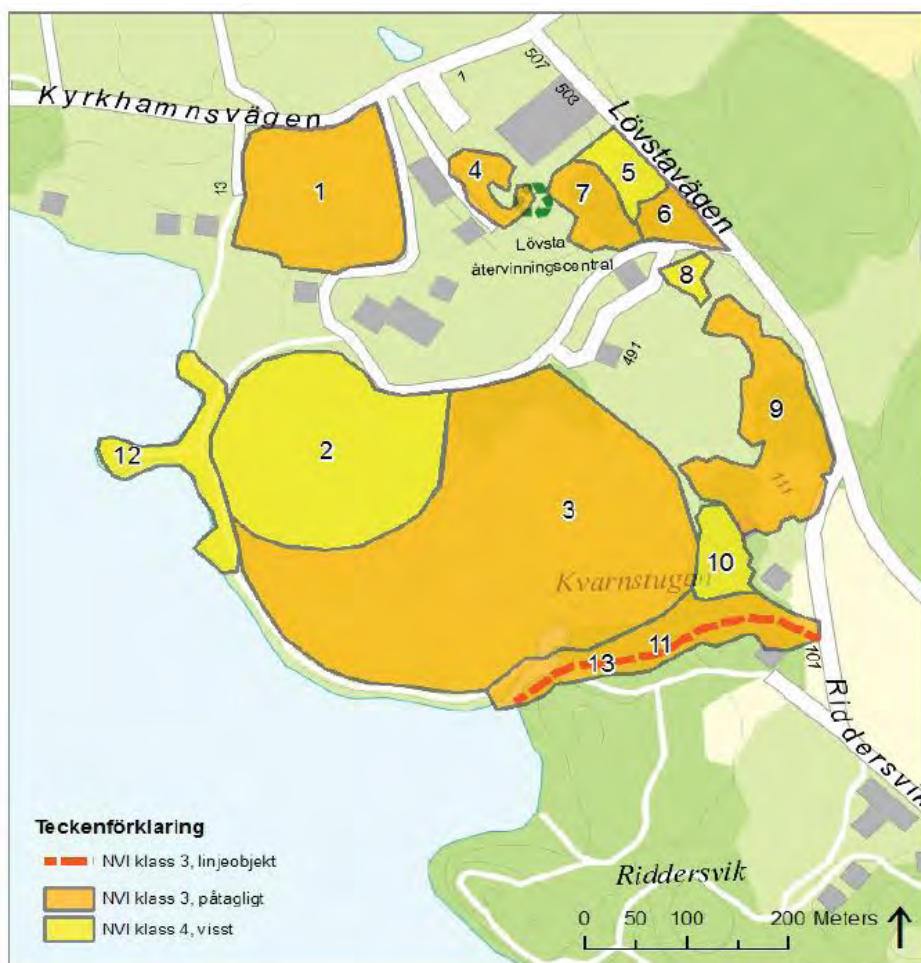 Kyrkhamnsvägen
1
507
503
Lövstavägen
13
1
4
5
7
6
Lövsta
återvinningscentral
8
491
9
12
2
3
111
10
Kvarnstugan
11
13
101
Riddersvik
Teckenförklaring
NVI klass 3, linjeobjekt
NVI klass 3, påtagligt
NVI klass 4, visst
Riddersvik
0 50 100 200 Meters